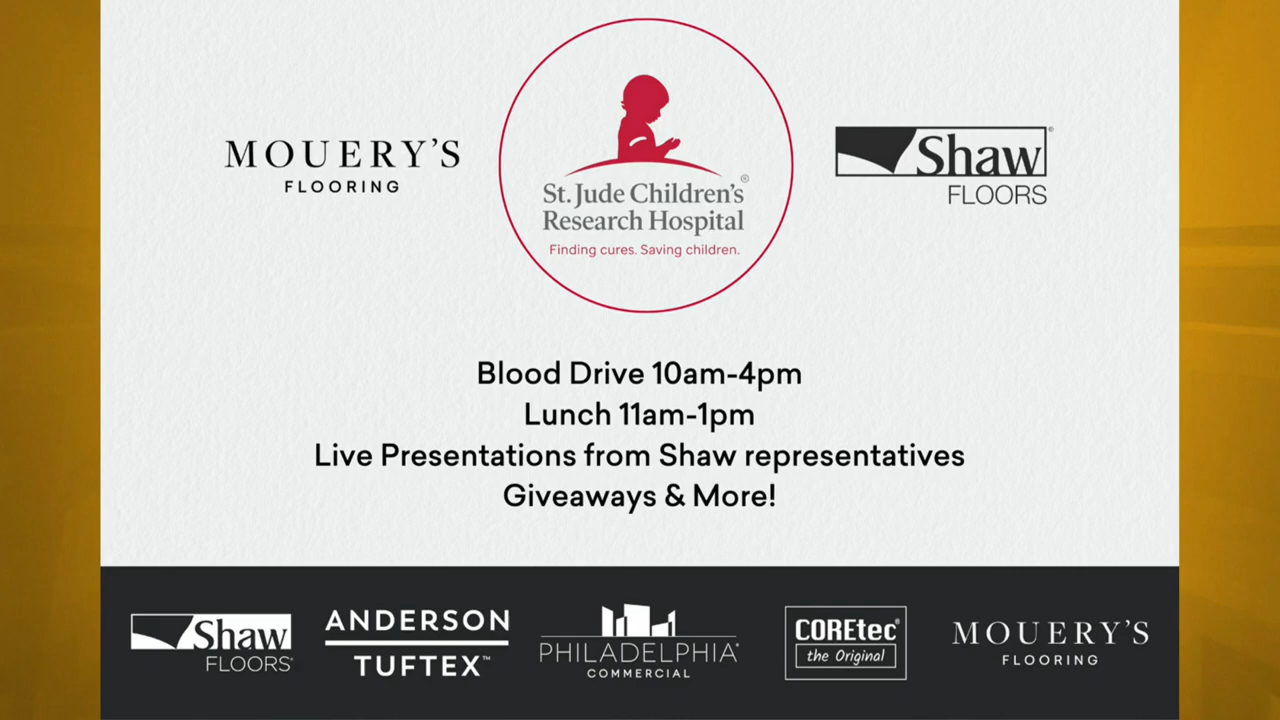 MOUERY'S
FLOORING
St. Jude Children's®
Research Hospital
Finding cures. Saving children.
Shaw®
FLOORS
Blood Drive 10am-4pm
Lunch 11am-1pm
Live Presentations from Shaw representatives
Giveaways & More!
Shaw
FLOORS®
ANDERSON
TUFTEX™
PHILADELPHIA®
COMMERCIAL
COREtec®
the Original
MOUERY'S
FLOORING